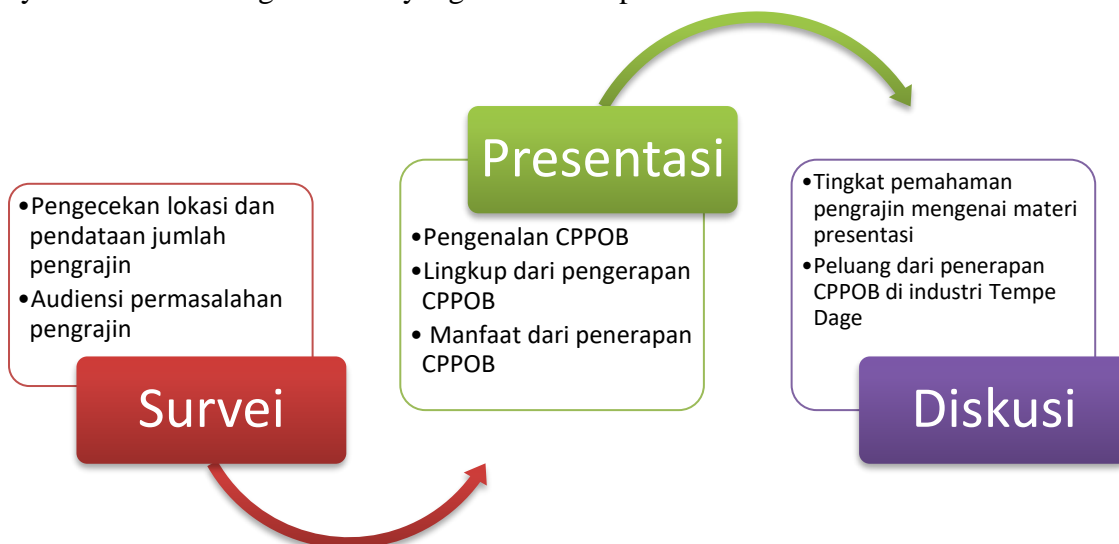 •Pengecekan lokasi dan
pendataan jumlah
pengrajin
•Audiensi permasalahan
pengrajin
Survei
Presentasi
•Pengenalan CPPOB
•Lingkup dari pengerapan
CPPOB
• Manfaat dari penerapan
CPPOB
•Tingkat pemahaman
pengrajin mengenai materi
presentasi
•Peluang dari penerapan
CPPOB di industri Tempe
Dage
Diskusi